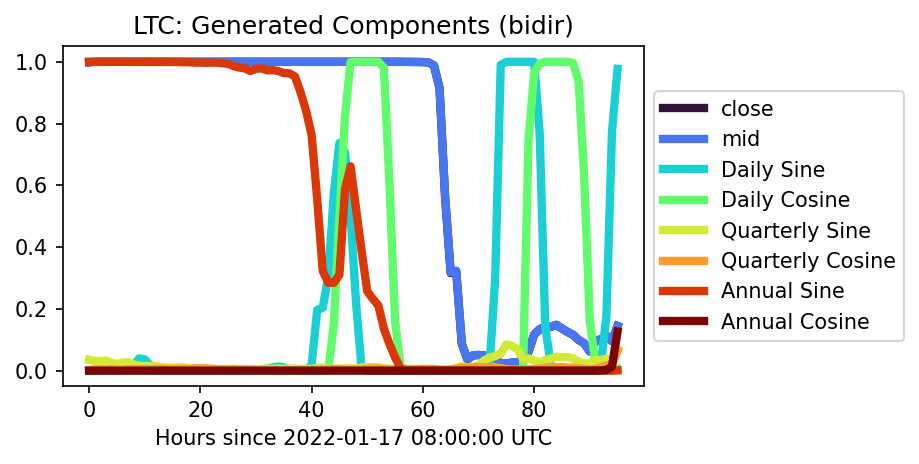 LTC: Generated Components (bidir)
1.0
0.8
0.6
0.4
0.2
0.0
0
20
40
60
80
Hours since 2022-01-17 08:00:00 UTC
close
mid
Daily Sine
Daily Cosine
Quarterly Sine
Quarterly Cosine
Annual Sine
Annual Cosine